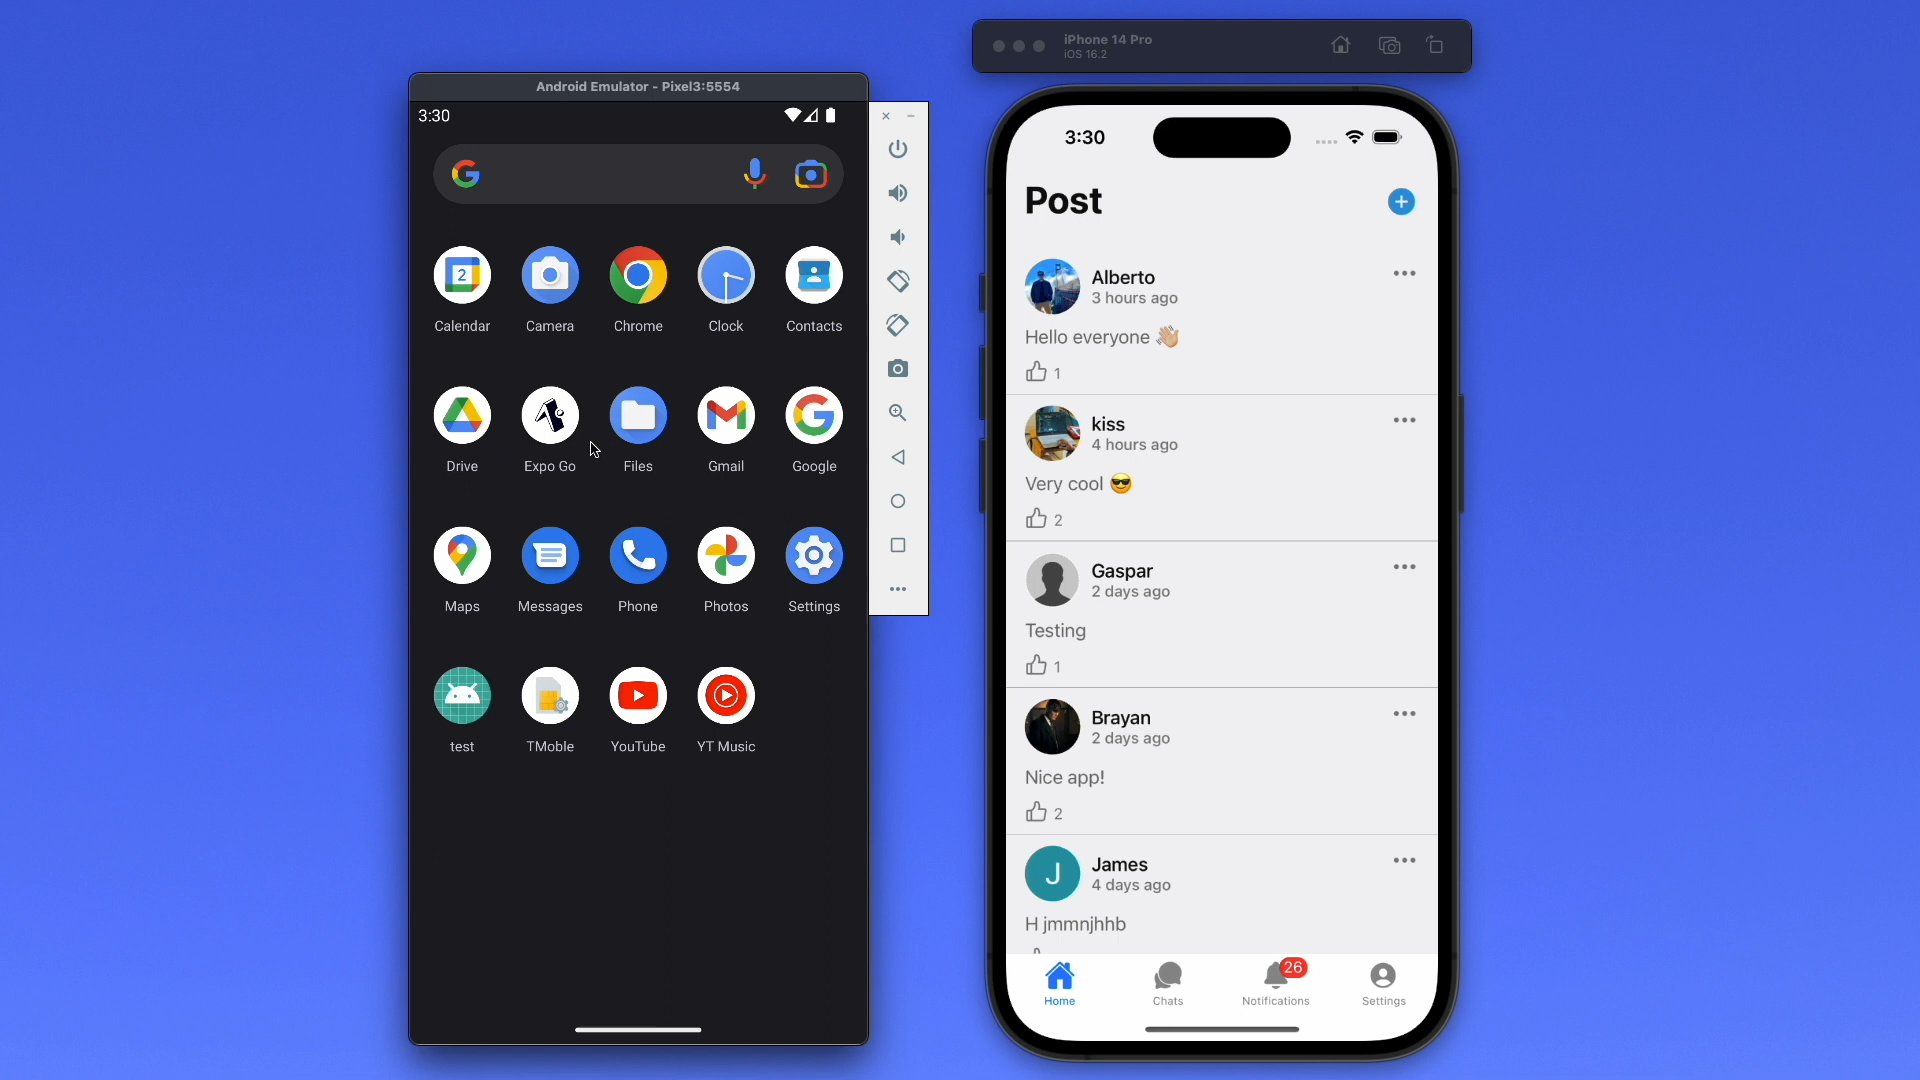 Android Emulator - Pixel3:5554
3:30
2
Calendar
Camera
Chrome
Clock
Contacts
Drive
Expo Go
Files
Gmail
Google
Maps
Messages
Phone
Photos
Settings
test
TMoble
YouTube
YT Music
iPhone 14 Pro
iOS 16.2
3:30
Post
Alberto
3 hours ago
Hello everyone 👋🏼
1
kiss
4 hours ago
Very cool 😎
2
Gaspar
2 days ago
Testing
1
Brayan
2 days ago
Nice app!
2
J
James
4 days ago
H jmmnjhhb
26
Home
Chats
Notifications
Settings